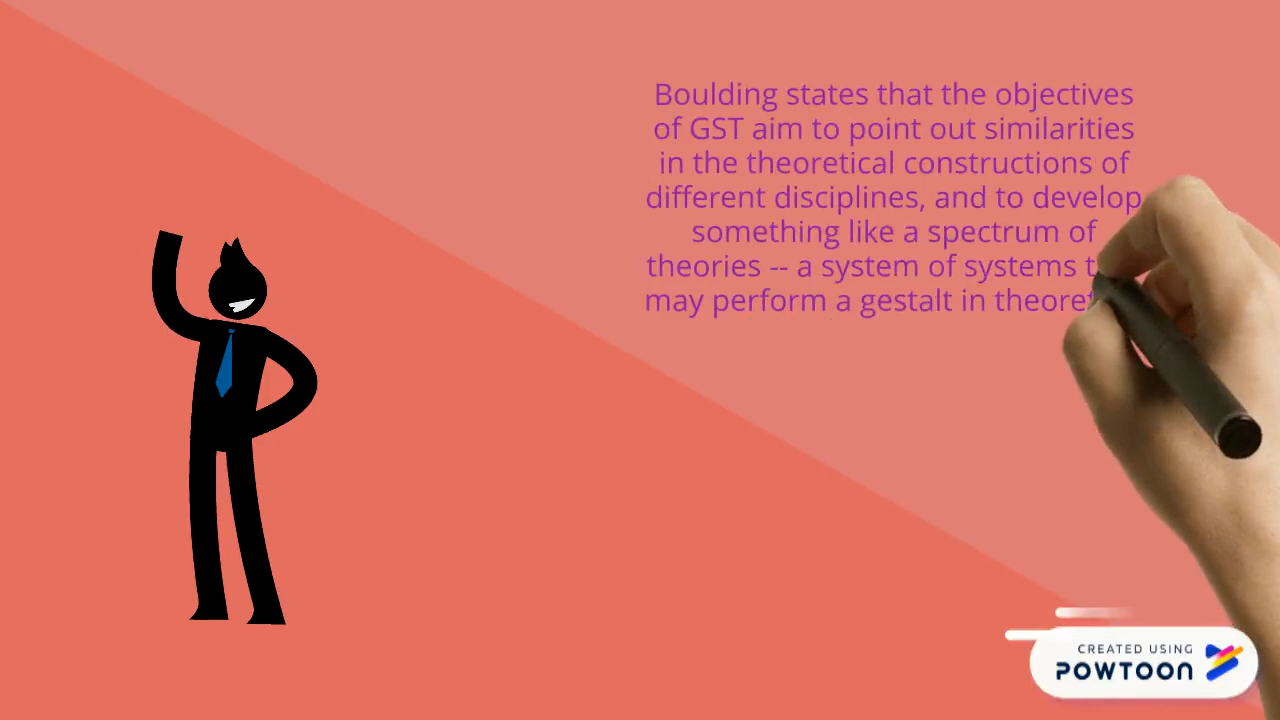 Boulding states that the objectives
of GST aim to point out similarities
in the theoretical constructions of
different disciplines, and to develop
something like a spectrum of
theories -- a system of systems
may perform a gestalt in
CREATED USING
POWTOON